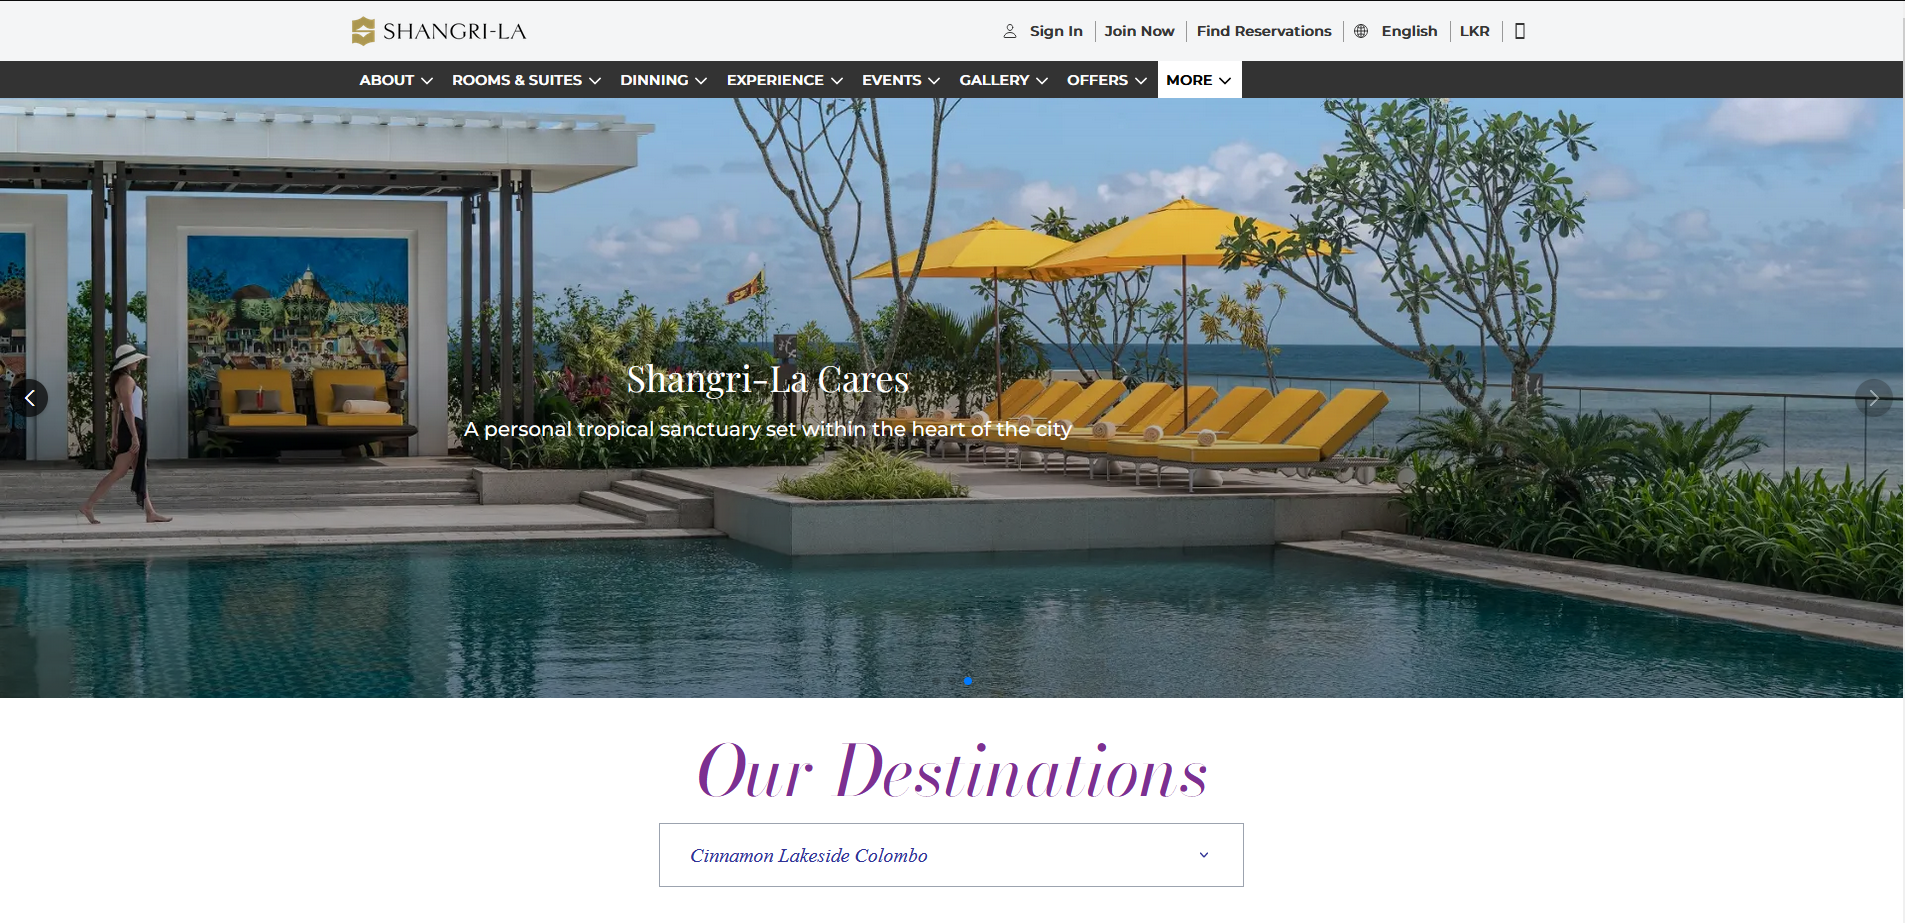 SHANGRI-LA
Sign In
Join Now
Find Reservations
English
LKR
ABOUT
ROOMS & SUITES
DINNING
EXPERIENCE
EVENTS
GALLERY
OFFERS
MORE
Shangri-La Cares
A personal tropical sanctuary set within the heart of the city
Our Destinations
Cinnamon Lakeside Colombo